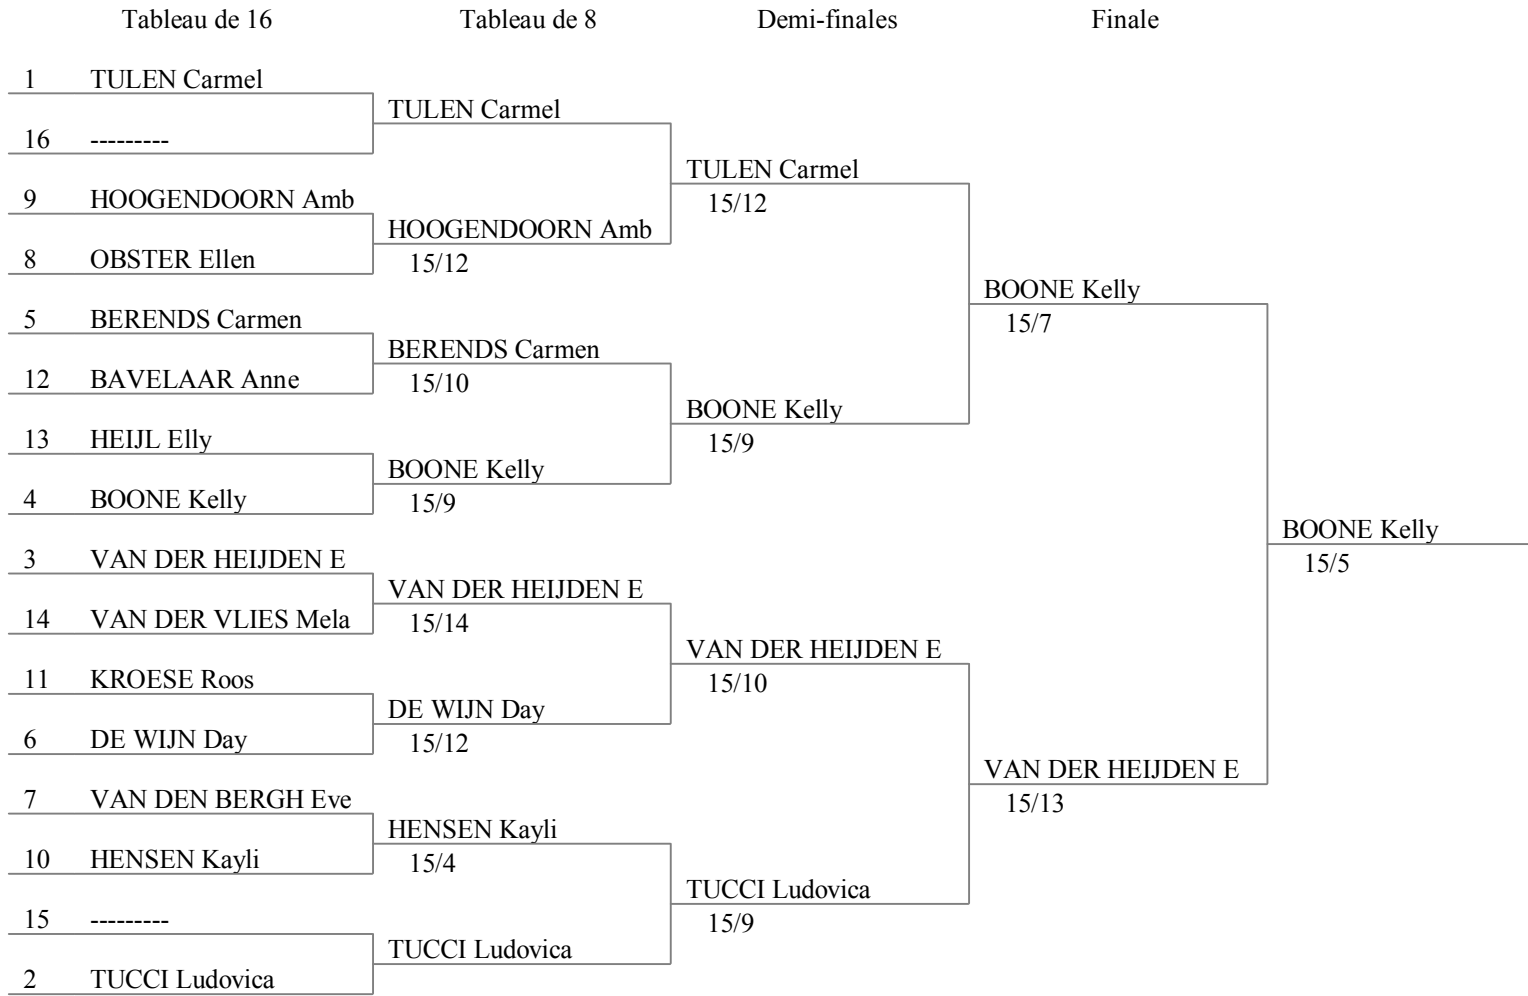 Tableau de 16 Tableau de 8 Demi-finales Finale
1 TULEN Carmel
TULEN Carmel
16 ---------
TULEN Carmel
15/12
9 HOOGENDOORN Amb
HOOGENDOORN Amb
15/12
8 OBSTER Ellen
BOONE Kelly
15/7
5 BERENDS Carmen
BERENDS Carmen
15/10
12 BAVELAAR Anne
BOONE Kelly
15/9
13 HEIJL Elly
BOONE Kelly
15/9
4 BOONE Kelly
BOONE Kelly
15/5
3 VAN DER HEIJDEN E
VAN DER HEIJDEN E
15/14
14 VAN DER VLIES Mela
VAN DER HEIJDEN E
15/10
11 KROESE Roos
DE WIJN Day
15/12
6 DE WIJN Day
VAN DER HEIJDEN E
15/13
7 VAN DEN BERGH Eve
HENSEN Kayli
15/4
10 HENSEN Kayli
TUCCI Ludovica
15/9
15 ---------
TUCCI Ludovica
2 TUCCI Ludovica